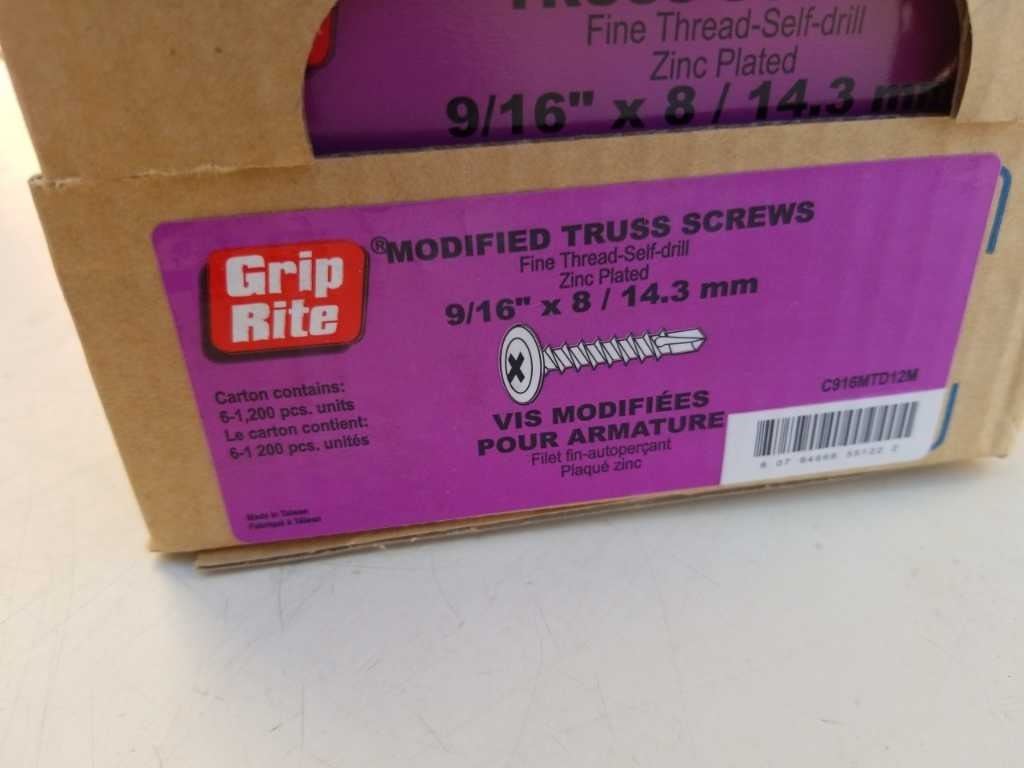 Fine Thread-Self-drill
Zinc Plated
9/16" x 8 / 14.3 mm
Grip
Rite
®MODIFIED TRUSS SCREWS
Fine Thread-Self-drill
Zinc Plated
9/16" x 8 / 14.3 mm
Carton contains:
6-1,200 pcs. units
Le carton contient:
6-1 200 pcs. unités
VIS MODIFIÉES
POUR ARMATURE
Filet fin-autoperçant
Plaqué zinc
C916MTD12M
Made in Taiwan
Fabriqué à Taiwan